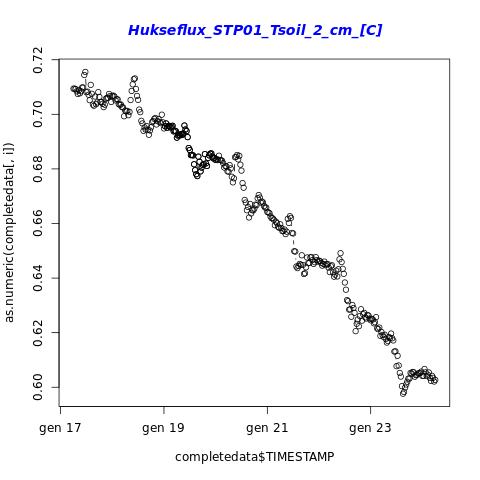 Hukseflux_STP01_Tsoil_2_cm_[C]
as.numeric(completedata[, i])
0.72
0.70
0.68
0.66
0.64
0.62
0.60
gen 17
gen 19
gen 21
gen 23
completedata$TIMESTAMP